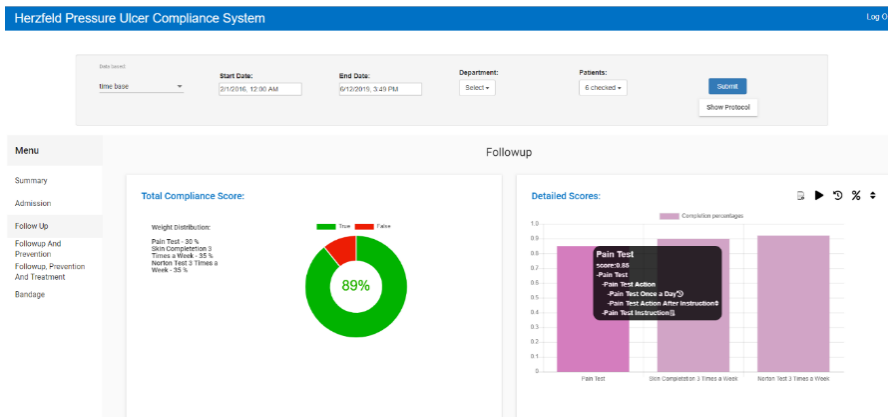 Herzfeld Pressure Ulcer Compliance System
Log O
Data based
time base
Start Date:
2/1/2016, 12:00 AM
End Date:
6/12/2019, 3:49 PM
Department:
Select
Patients:
6 checked
Submit
Show Protocol
Menu
Summary
Admission
Follow Up
Followup And
Prevention
Followup, Prevention
And Treatment
Bandage
Followup
Total Compliance Score:
Weight Distribution:
Pain Test - 30 %
Skin Completetion 3
Times a Week - 35 %
Norton Test 3 Times a
Week - 35 %
True False
89%
Detailed Scores:
%
Completion percentages
1.0
0.9
0.8
0.7
0.6
0.5
0.4
0.3
0.2
0.1
0
Pain Test
score:0.86
-Pain Test
-Pain Test Action
-Pain Test Once a Day
-Pain Test Action After Instruction
-Pain Test Instruction
Pain Test Skin Completetion 3 Times a Week Norton Test 3 Times a Week